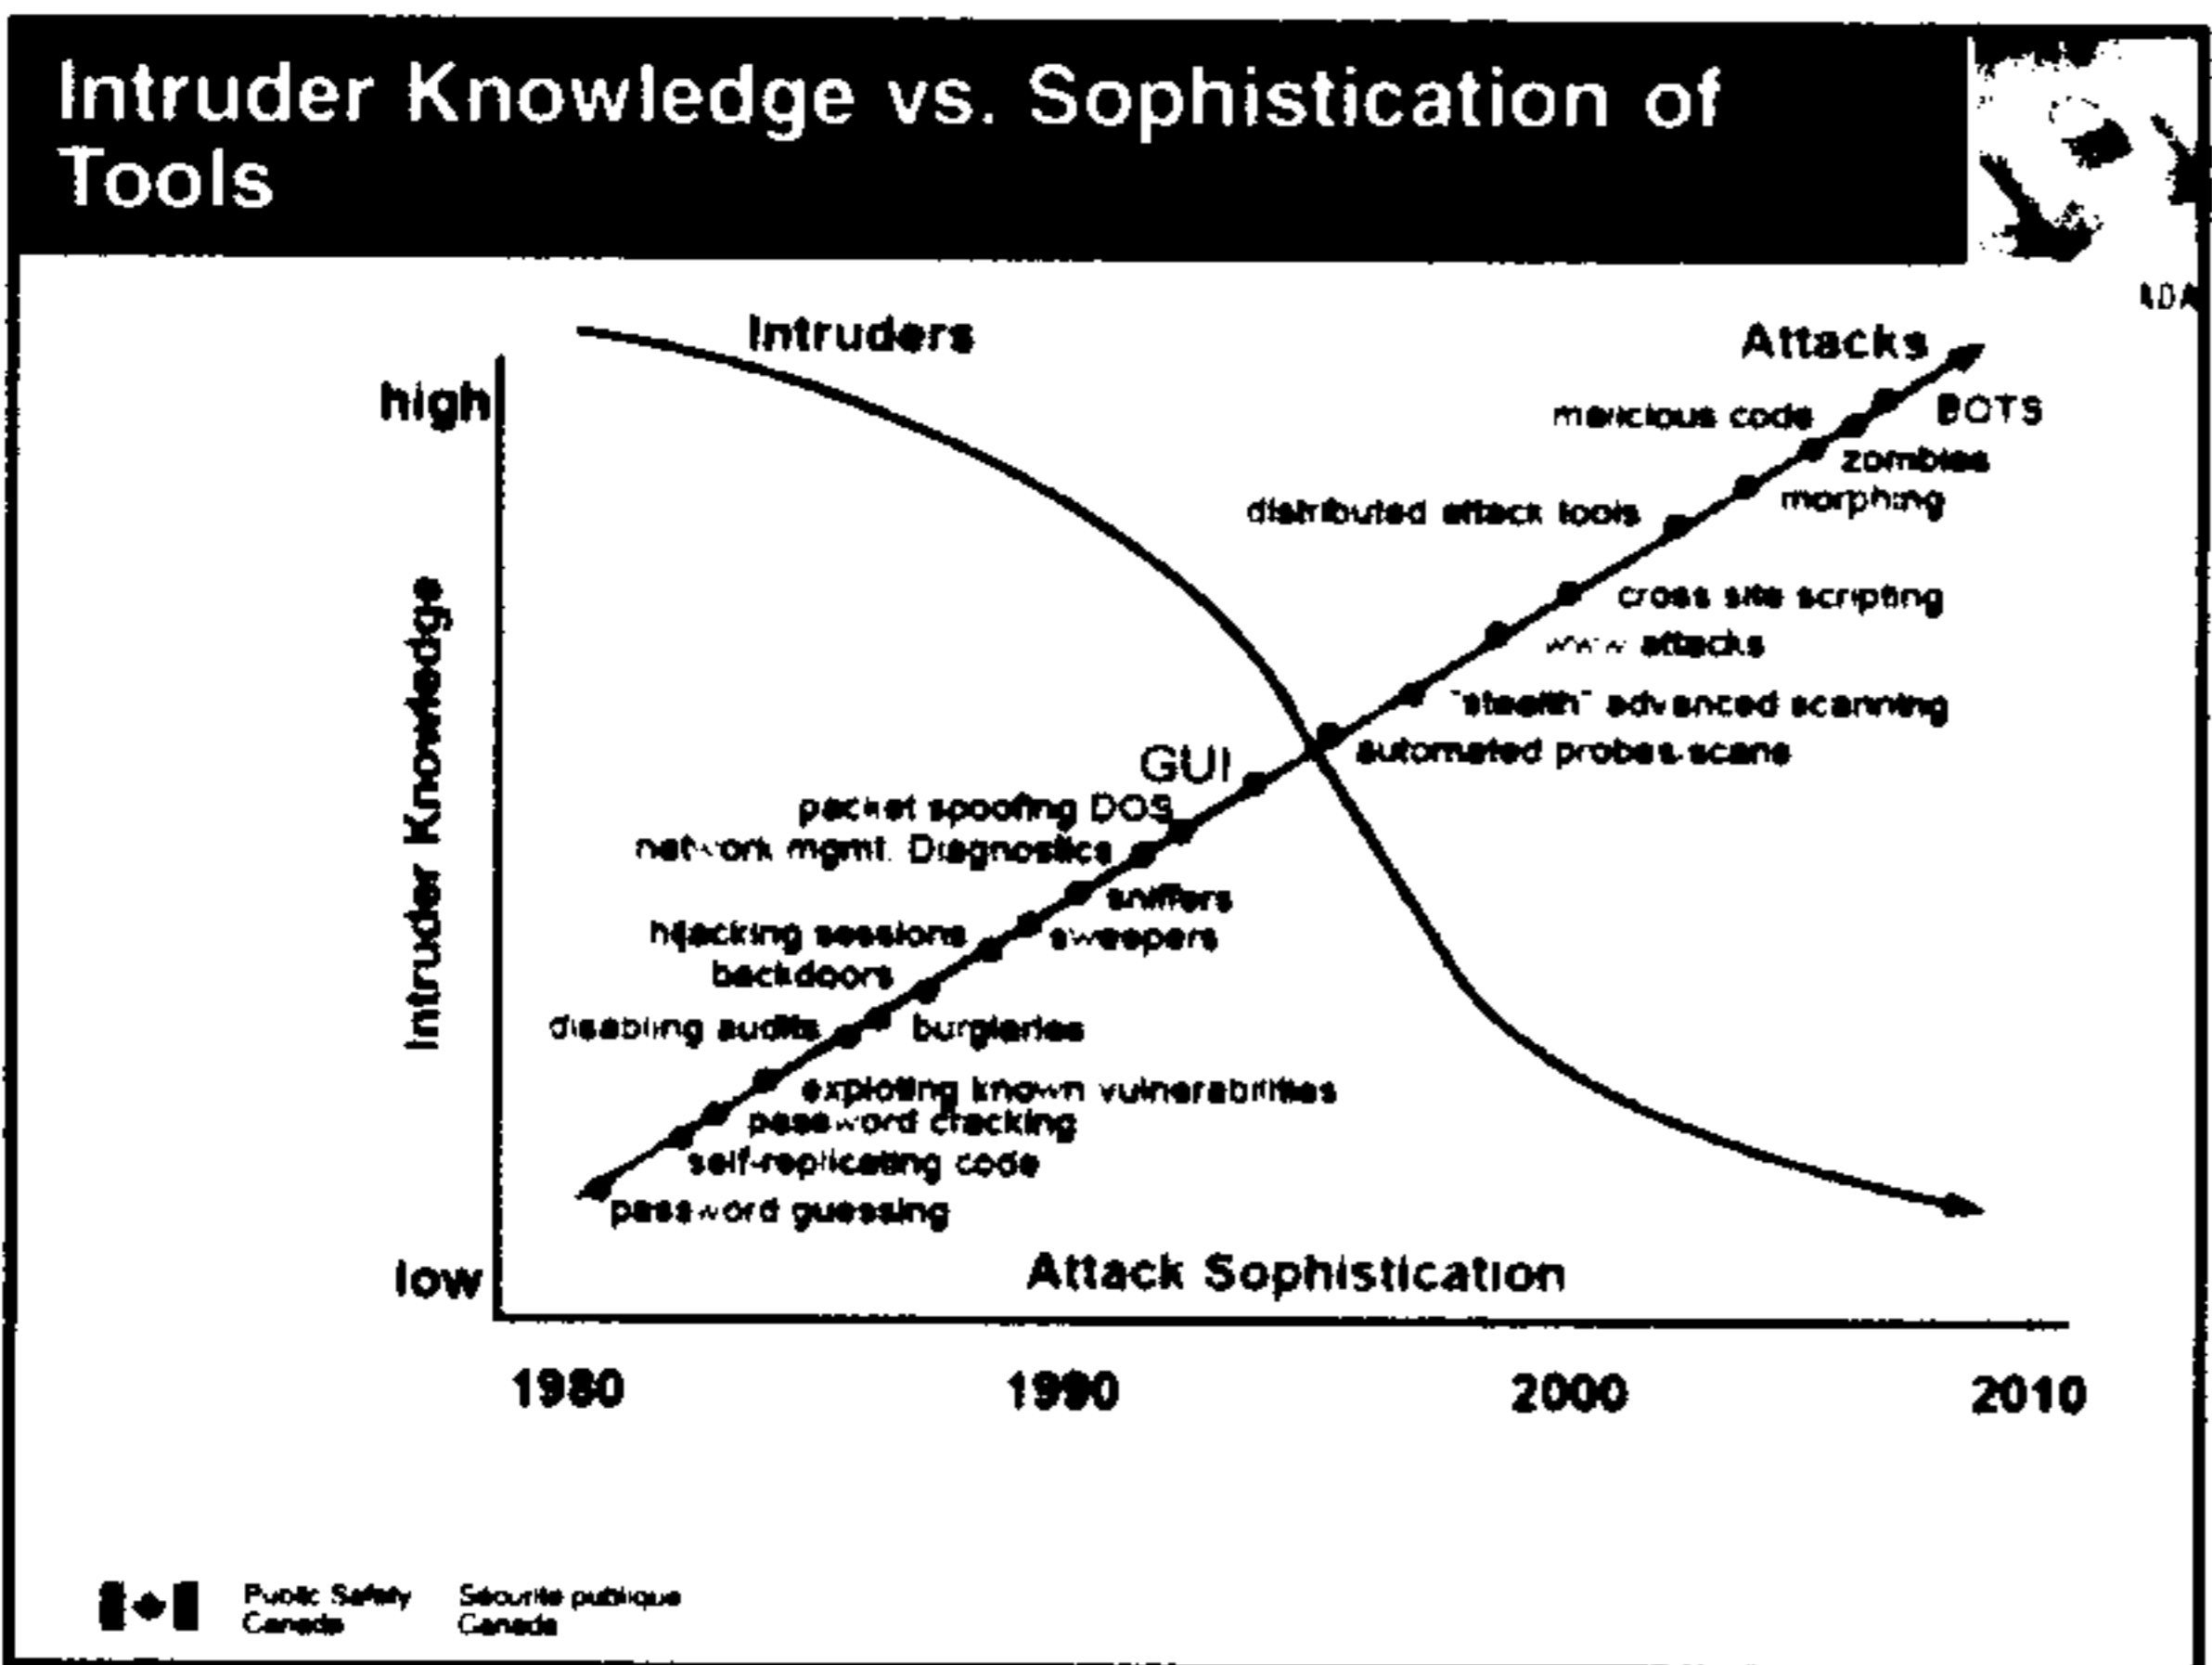 Intruder Knowledge vs. Sophistication of
Tools
Intruders
Attacks
high
malicious code
BOTS
zombies
morphing
distributed attack tools
cross site scripting
www attacks
"stealth" advanced scanning
automated probes/scans
GUI
packet spoofing DOS
network mgmt. Diagnostics
sniffers
sweepers
hijacking sessions
backdoors
disabling audits
burglaries
exploiting known vulnerabilities
password cracking
self-replicating code
password guessing
Intruder Knowledge
low
Attack Sophistication
1980
1990
2000
2010
Public Safety
Canada
Sécurité publique
Canada